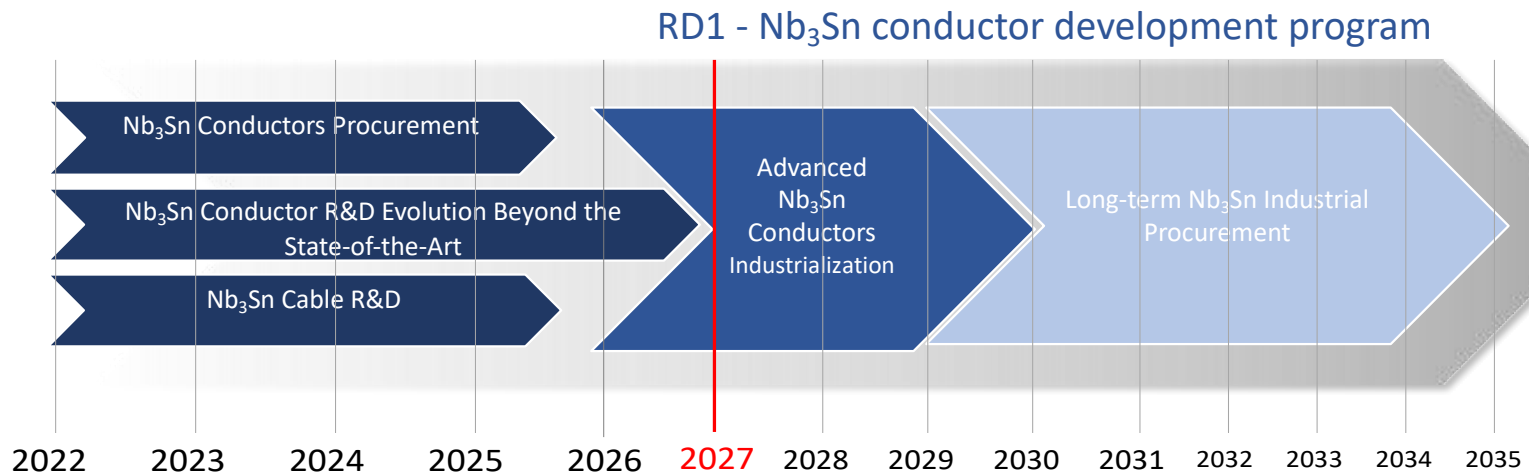 RD1 - Nb₃Sn conductor development program
Nb₃Sn Conductors Procurement
Nb₃Sn Conductor R&D Evolution Beyond the
State-of-the-Art
Nb₃Sn Cable R&D
Advanced
Nb₃Sn
Conductors
Industrialization
Long-term Nb₃Sn Industrial
Procurement
2022 2023 2024 2025 2026 2027 2028 2029 2030 2031 2032 2033 2034 2035